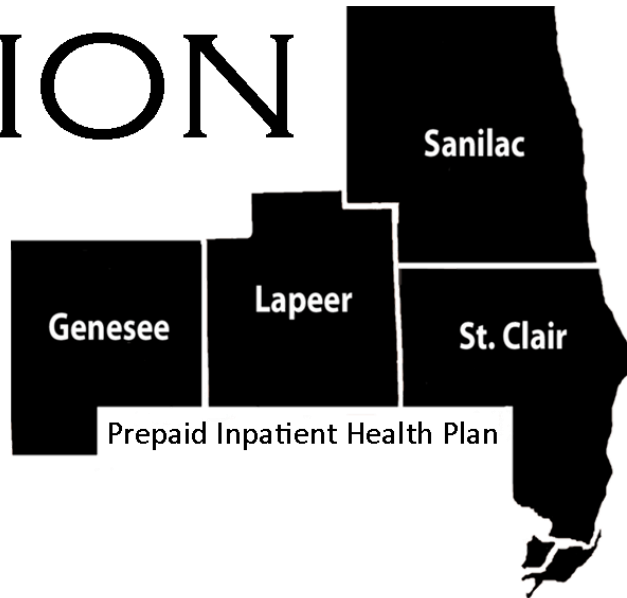 ION
Sanilac
Lapeer
Genesee
St. Clair
Prepaid Inpatient Health Plan